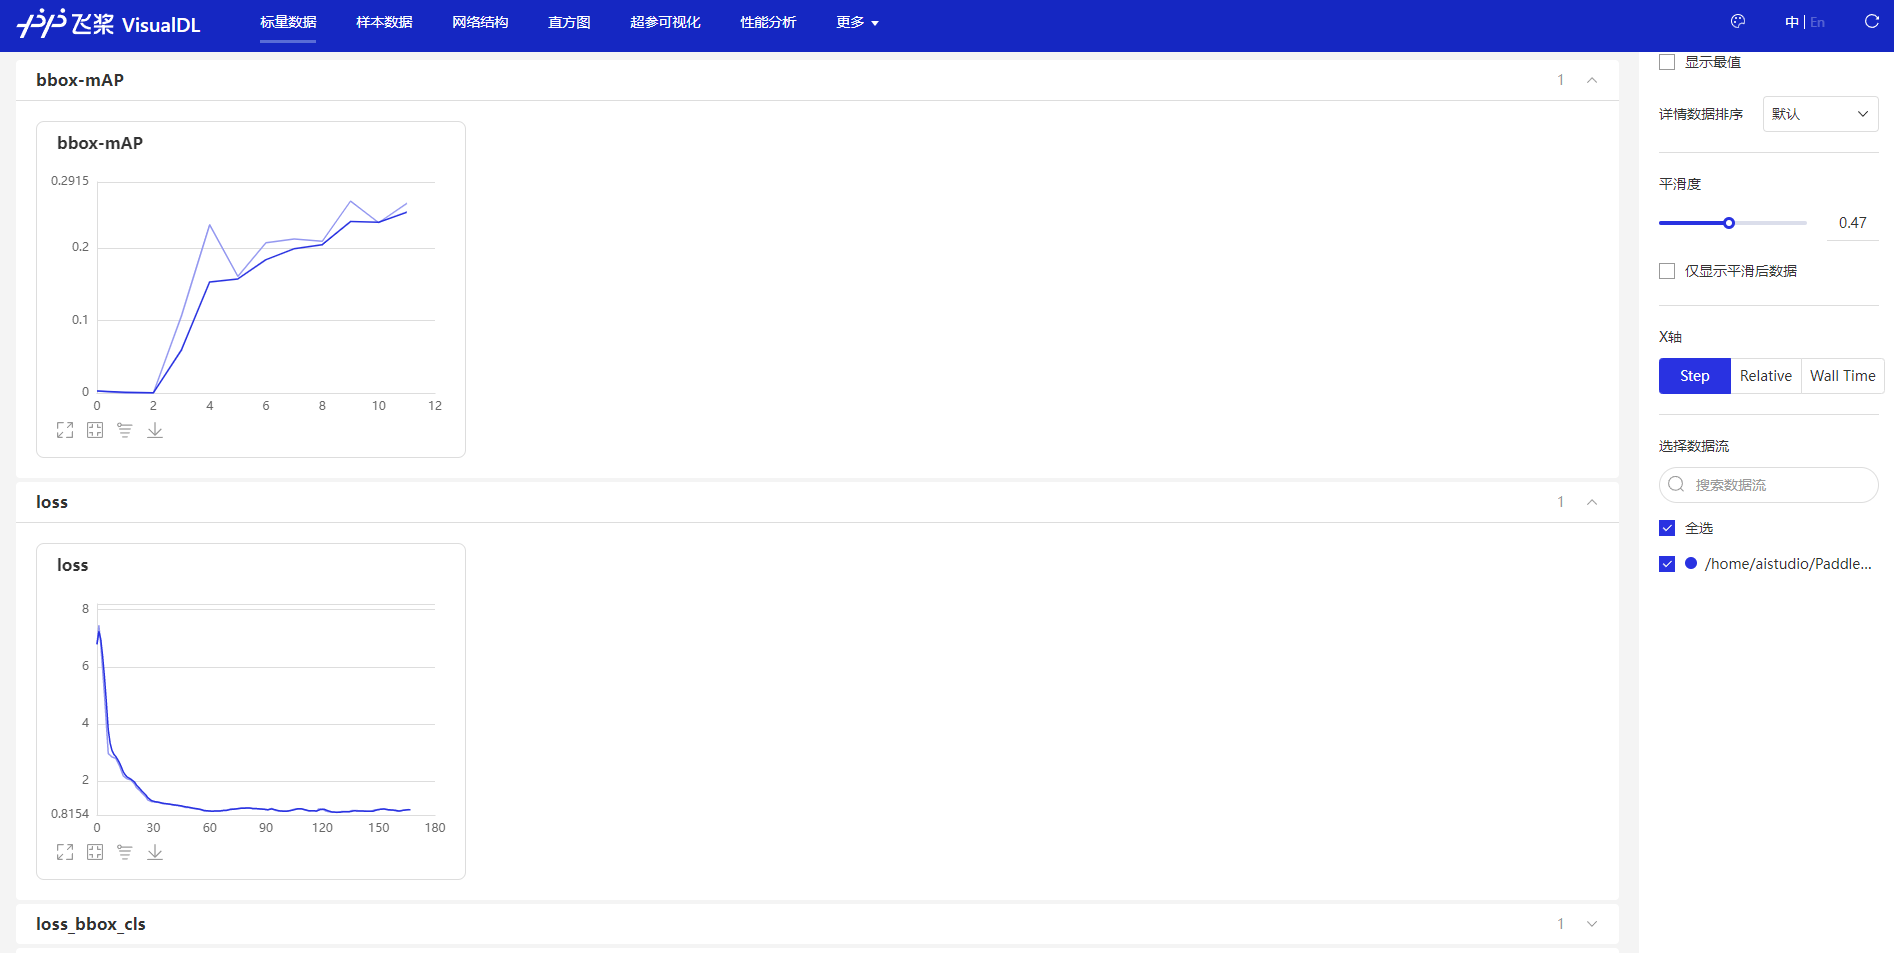 飞桨 VisualDL
标量数据 样本数据 网络结构 直方图 超参可视化 性能分析 更多
中 | En
bbox-mAP 1
bbox-mAP
0.2915
0.2
0.1
0
0 2 4 6 8 10 12
loss 1
loss
8
6
4
2
0.8154
0 30 60 90 120 150 180
loss_bbox_cls 1
显示最值
详情数据排序 默认
平滑度
0.47
仅显示平滑后数据
X轴
Step Relative Wall Time
选择数据流
搜索数据流
全选
/home/aistudio/Paddle...